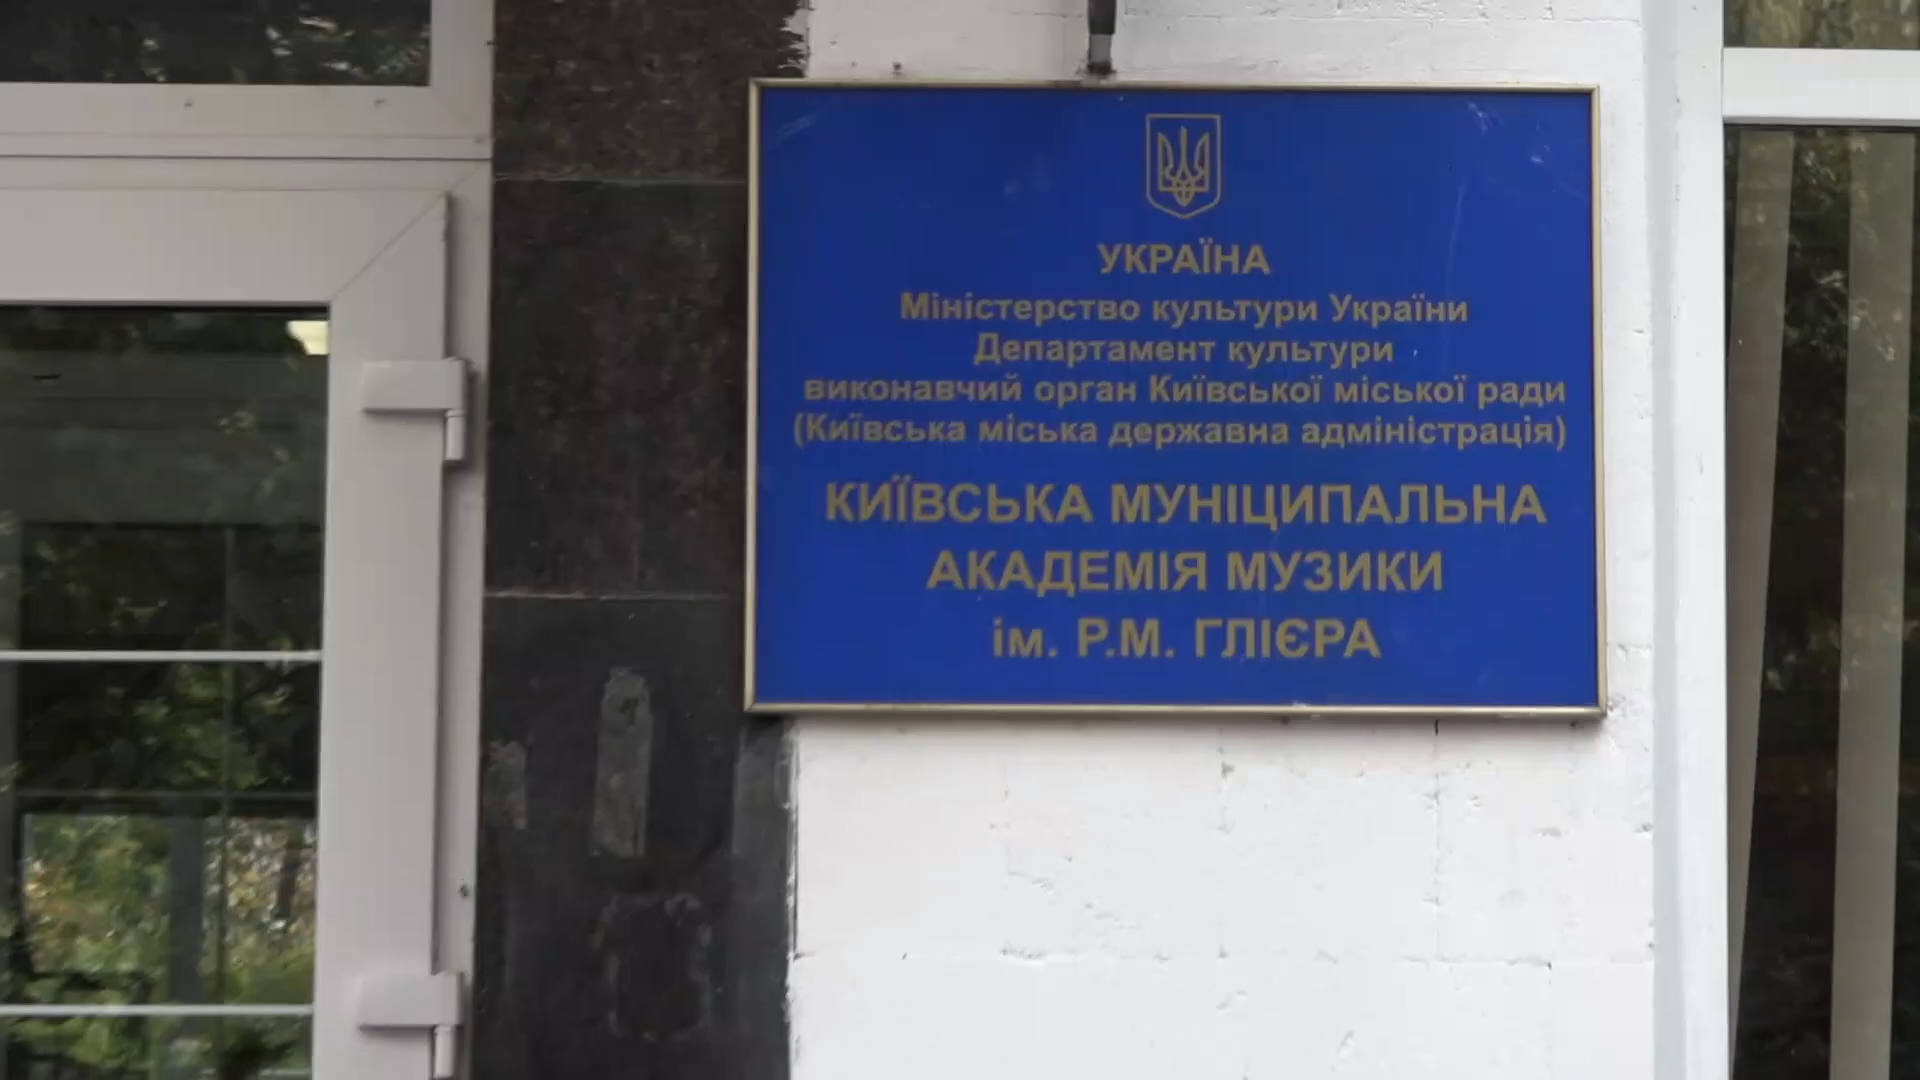 УКРАЇНА
Міністерство культури України
Департамент культури
виконавчий орган Київської міської ради
(Київська міська державна адміністрація)
КИЇВСЬКА МУНІЦИПАЛЬНА
АКАДЕМІЯ МУЗИКИ
ім. Р.М. ГЛІЄРА